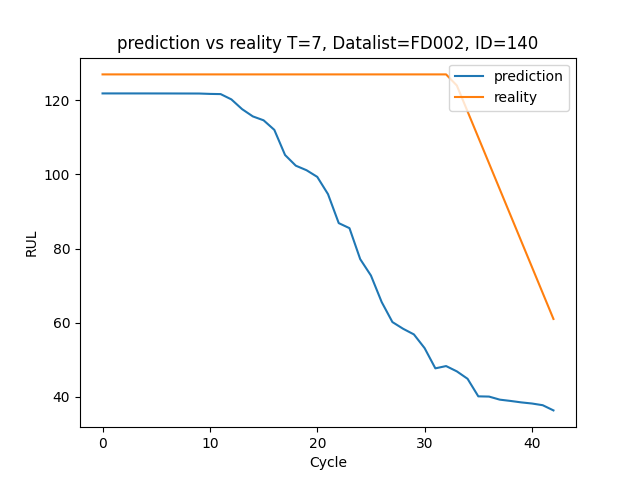 prediction vs reality T=7, Datalist=FD002, ID=140
prediction
reality
120
100
80
60
40
RUL
0 10 20 30 40
Cycle